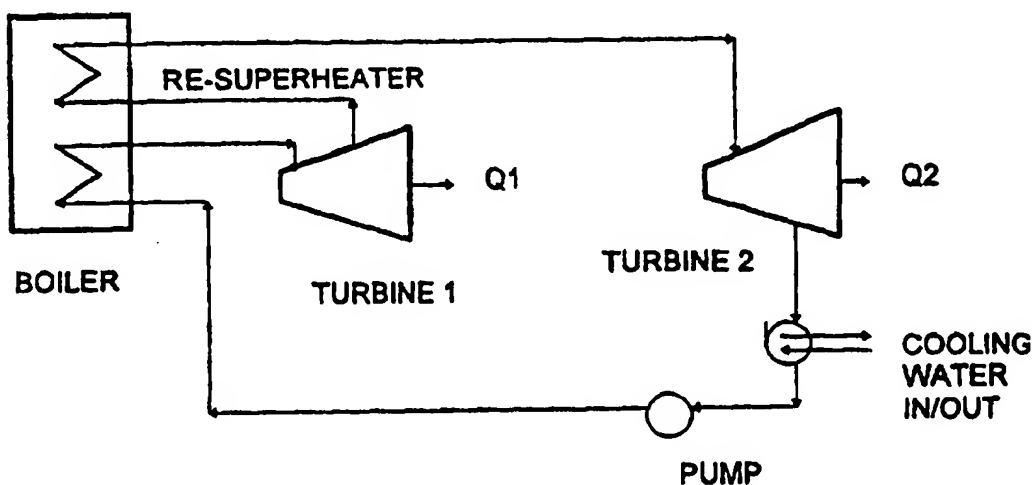 RE-SUPERHEATER
Q1
Q2
BOILER
TURBINE 1
TURBINE 2
COOLING
WATER
IN/OUT
PUMP